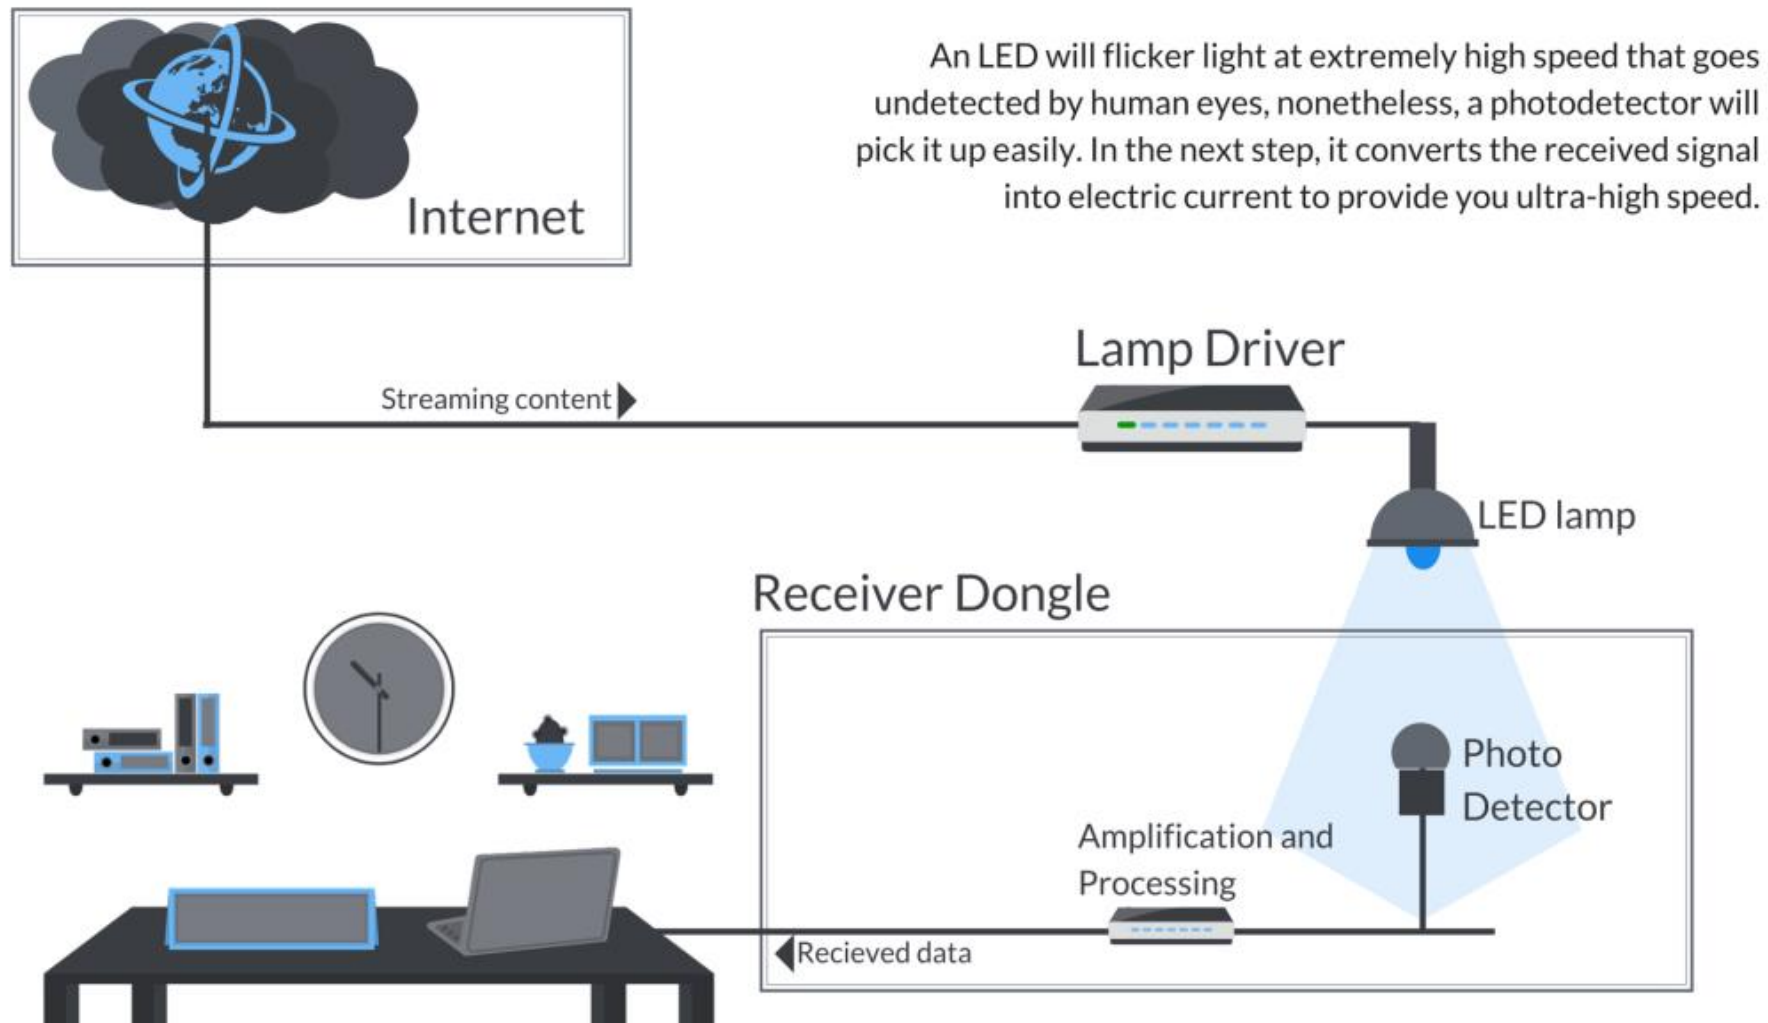 An LED will flicker light at extremely high speed that goes
undetected by human eyes, nonetheless, a photodetector will
pick it up easily. In the next step, it converts the received signal
into electric current to provide you ultra-high speed.
Internet
Lamp Driver
Streaming content
LED lamp
Receiver Dongle
Photo
Detector
Amplification and
Processing
Recieved data